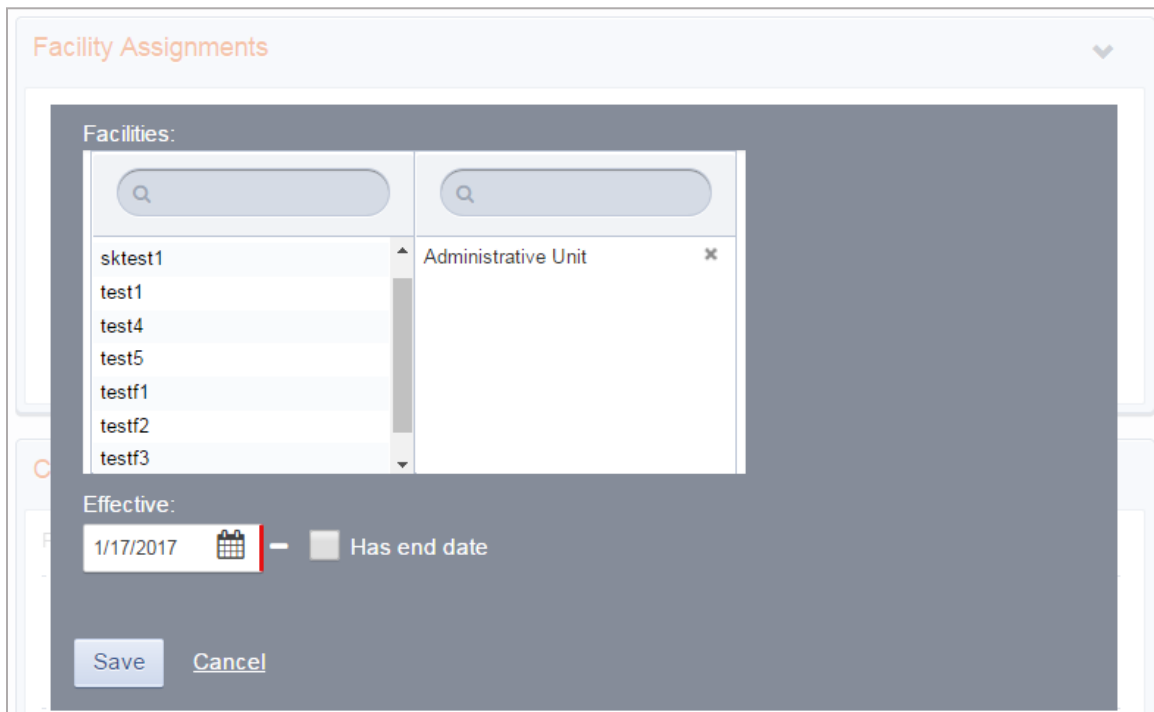 Facility Assignments
Facilities:
sktest1
test1
test4
test5
testf1
testf2
testf3
Administrative Unit
Effective:
1/17/2017
Has end date
Save
Cancel
C
F